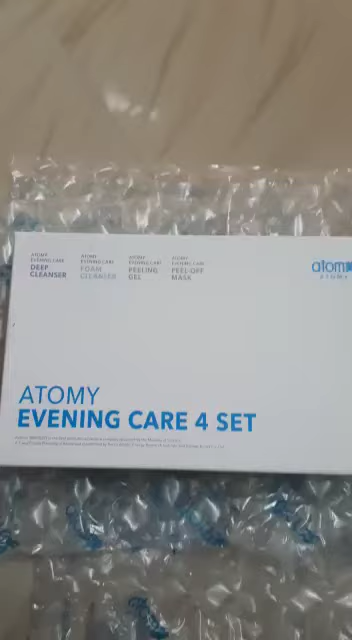 ATOMY
EVENING CARE
DEEP
CLEANSER
ATOMY
EVENING CARE
FOAM
CLEANSER
ATOMY
EVENING CARE
PEELING
GEL
ATOMY
EVENING CARE
PEEL-OFF
MASK
atom
ATOMY
ATOMY
EVENING CARE 4 SET